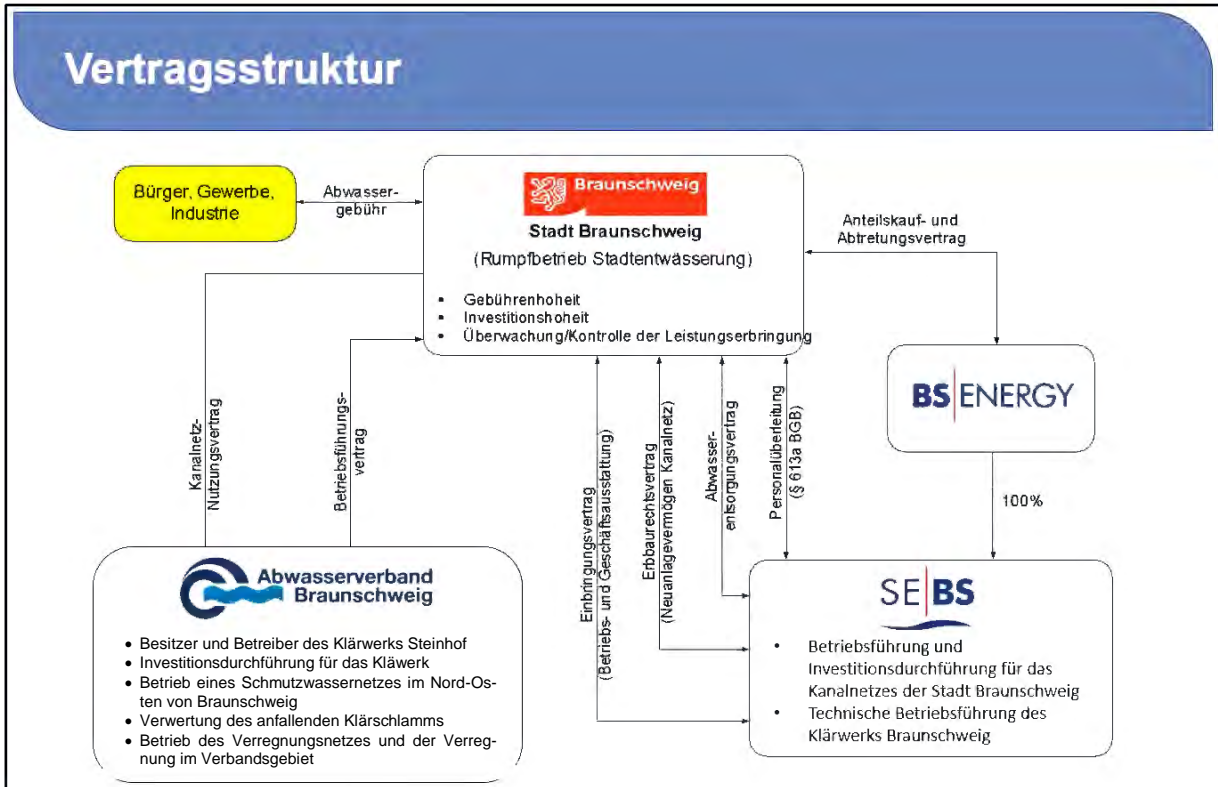 Vertragsstruktur
Bürger, Gewerbe,
Industrie
Abwasser-
gebühr
Braunschweig
Stadt Braunschweig
(Rumpfbetrieb Stadtentwässerung)
• Gebührenhoheit
• Investitionshoheit
• Überwachung/Kontrolle der Leistungserbringung
Anteilskauf- und
Abtretungsvertrag
BS|ENERGY
100%
Kanalnetz-
Nutzungsvertrag
Betriebsführungs-
vertrag
Einbringungsvertrag
(Betriebs- und Geschäftsausstattung)
Erbbaurechtsvertrag
(Neuanlagevermögen Kanalnetz)
Abwasser-
entsorgungsvertrag
Personalüberleitung
(§ 613a BGB)
Abwasserverband
Braunschweig
• Besitzer und Betreiber des Klärwerks Steinhof
• Investitionsdurchführung für das Kläwerk
• Betrieb eines Schmutzwassernetzes im Nord-Os-
ten von Braunschweig
• Verwertung des anfallenden Klärschlamms
• Betrieb des Verregnungsnetzes und der Verreg-
nung im Verbandsgebiet
SE|BS
• Betriebsführung und
Investitionsdurchführung für das
Kanalnetzes der Stadt Braunschweig
• Technische Betriebsführung des
Klärwerks Braunschweig